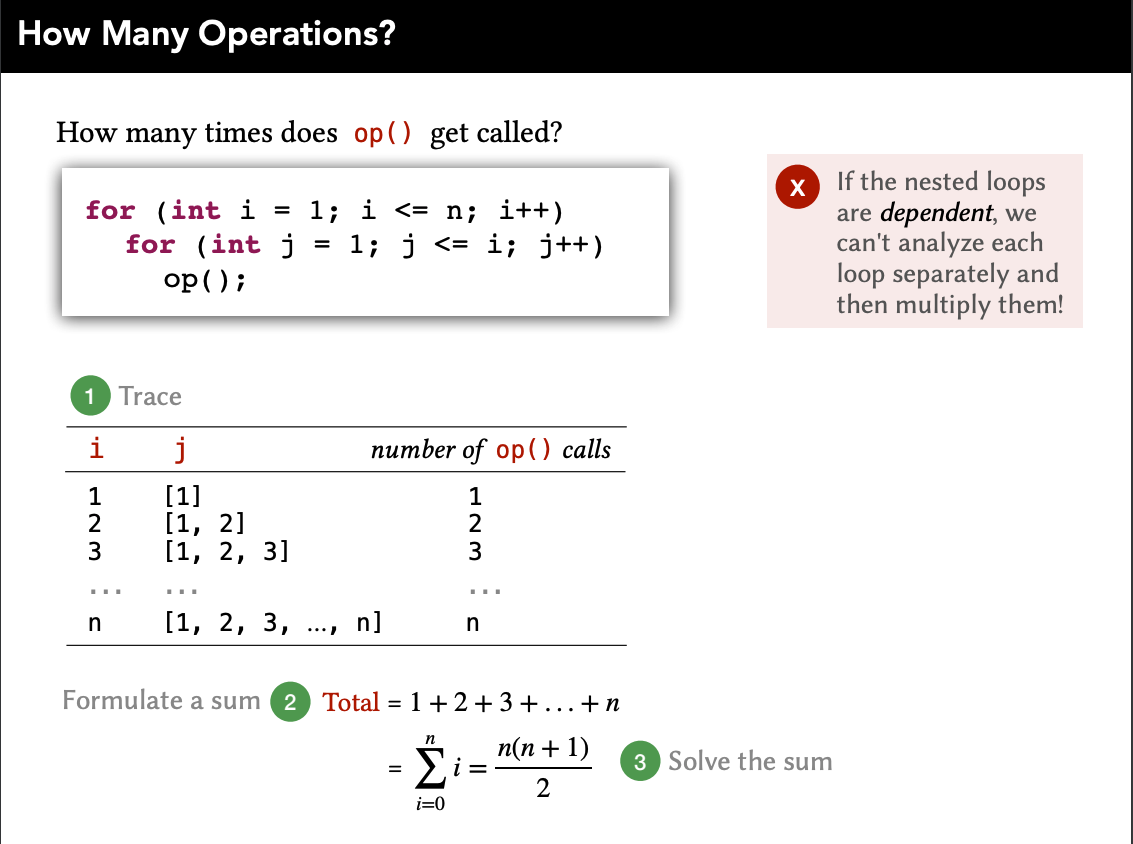 How Many Operations?
How many times does op() get called?
for (int i = 1; i <= n; i++)
for (int j = 1; j <= i; j++)
op();
X
If the nested loops
are dependent, we
can't analyze each
loop separately and
then multiply them!
1 Trace
i j number of op() calls
1 [1] 1
2 [1, 2] 2
3 [1, 2, 3] 3
... ... ...
n [1, 2, 3, …, n] n
Formulate a sum 2 Total = 1 + 2 + 3 + . . . + n
= ∑_{i=0}^{n} i = n(n + 1) / 2 3 Solve the sum